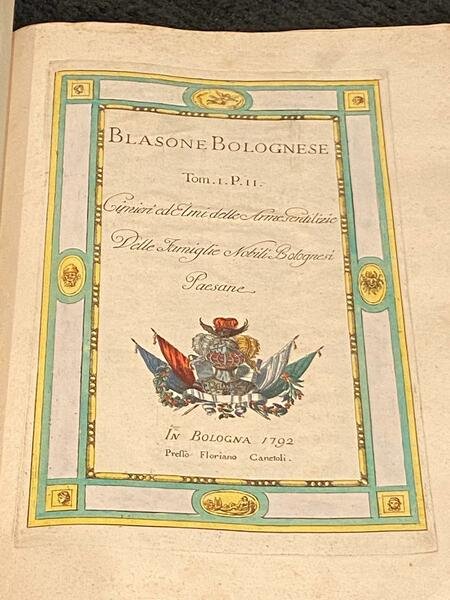 BLASONE BOLOGNESE
Tom. I. P. II.
Cimieri ed Elmi delle Arme Gentilizie
Delle Famiglie Nobili Bolognesi
Paesane
IN BOLOGNA 1792
Presso Floriano Canetoli.